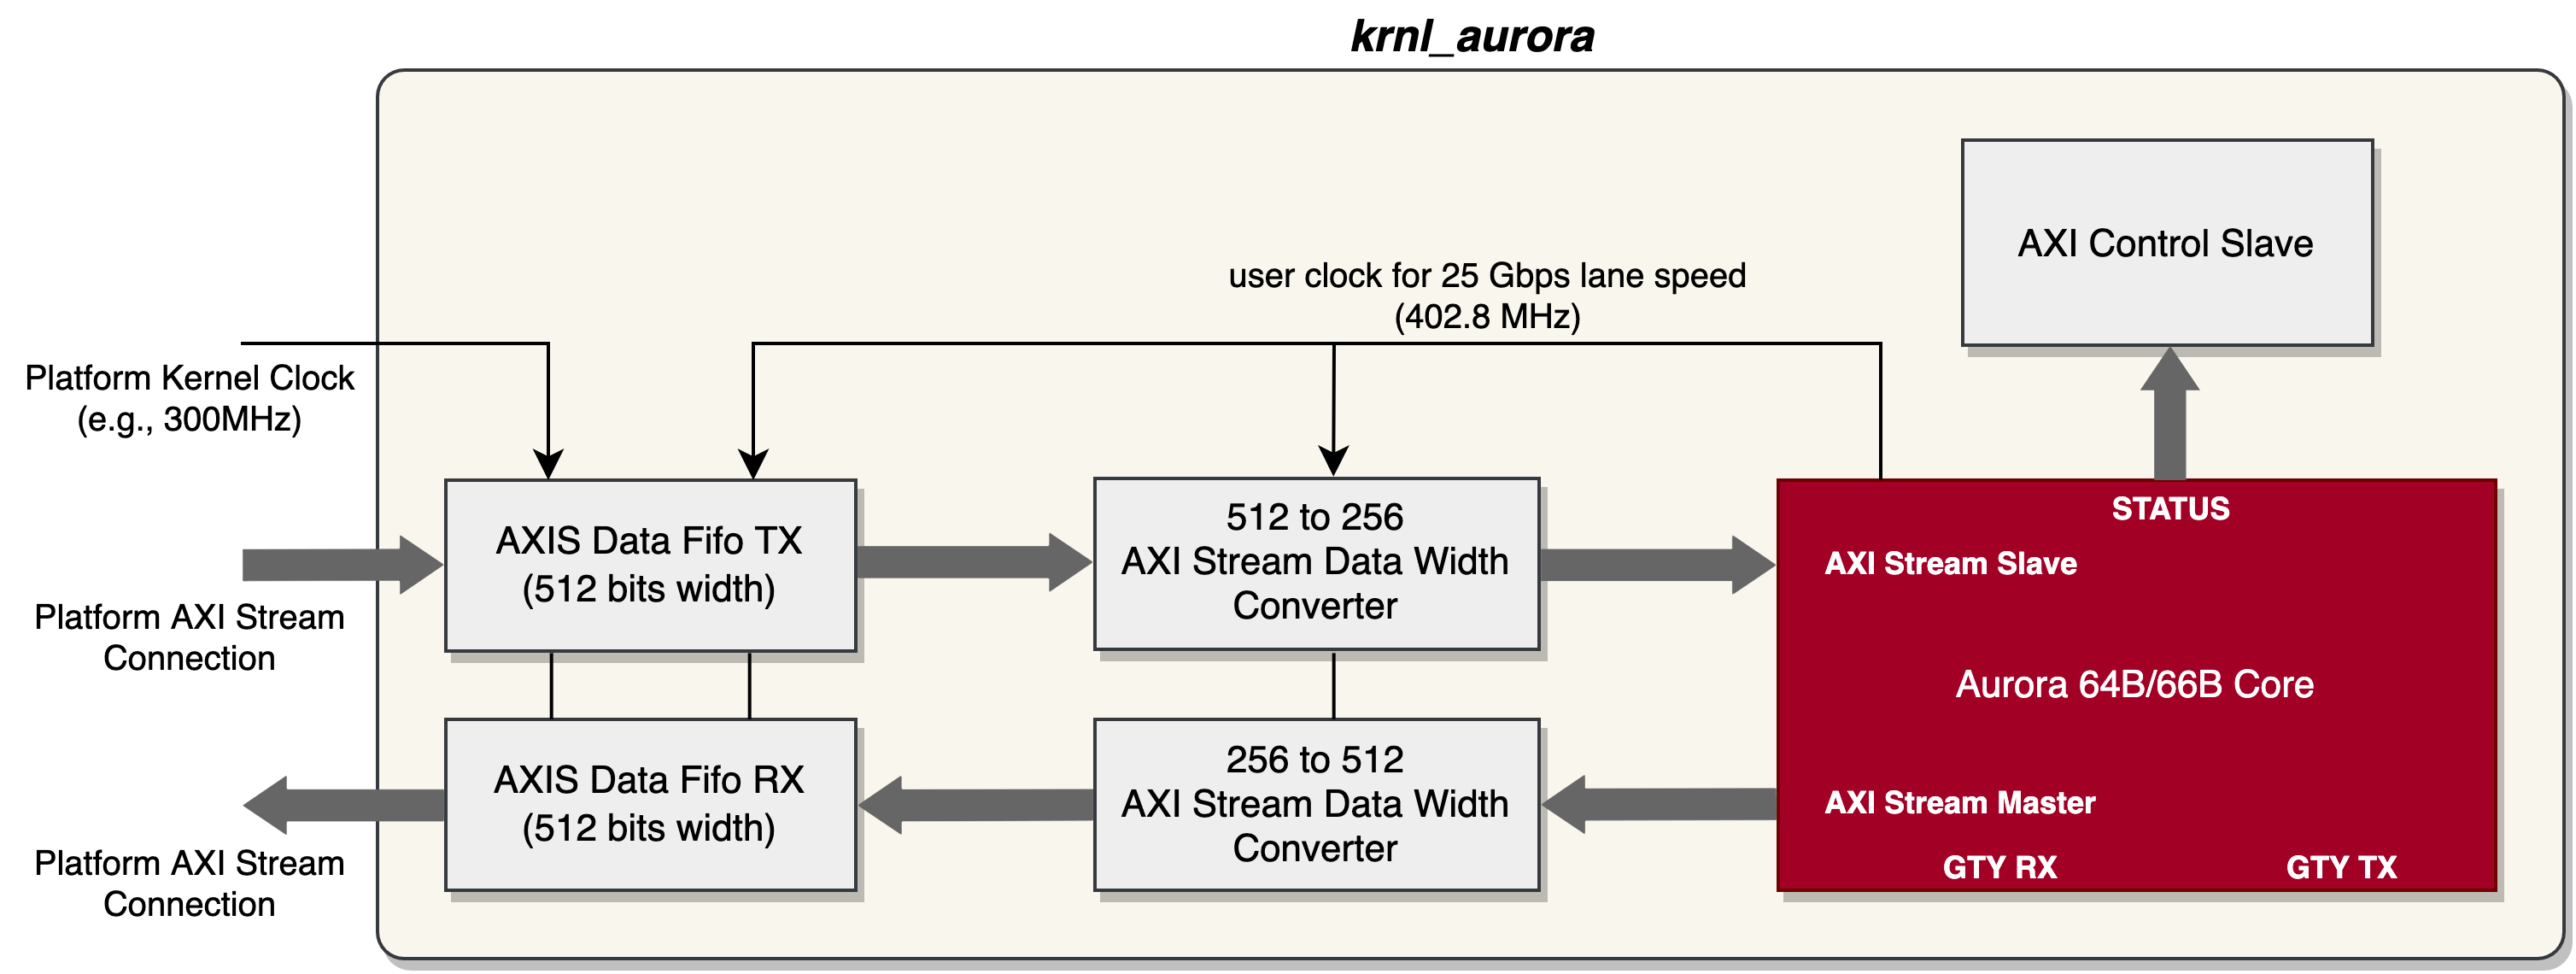 krnl_aurora
AXI Control Slave
user clock for 25 Gbps lane speed
(402.8 MHz)
Platform Kernel Clock
(e.g., 300MHz)
AXIS Data Fifo TX
(512 bits width)
512 to 256
AXI Stream Data Width
Converter
STATUS
AXI Stream Slave
Platform AXI Stream
Connection
Aurora 64B/66B Core
AXIS Data Fifo RX
(512 bits width)
256 to 512
AXI Stream Data Width
Converter
AXI Stream Master
GTY RX
GTY TX
Platform AXI Stream
Connection